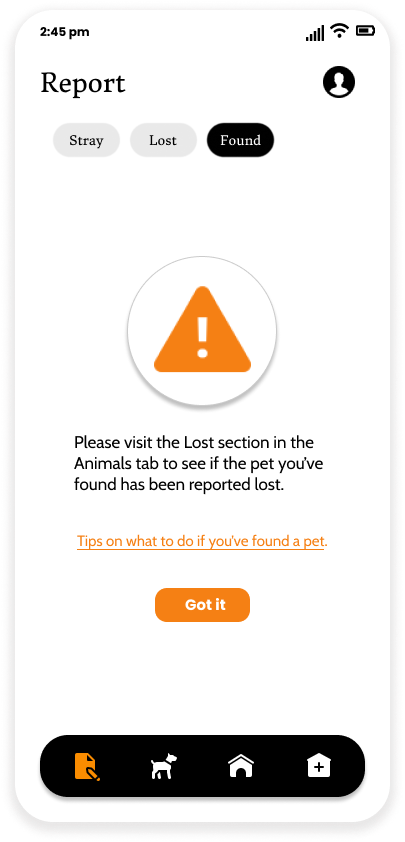 2:45 pm
Report
Stray Lost Found
!
Please visit the Lost section in the
Animals tab to see if the pet you’ve
found has been reported lost.
Tips on what to do if you’ve found a pet.
Got it